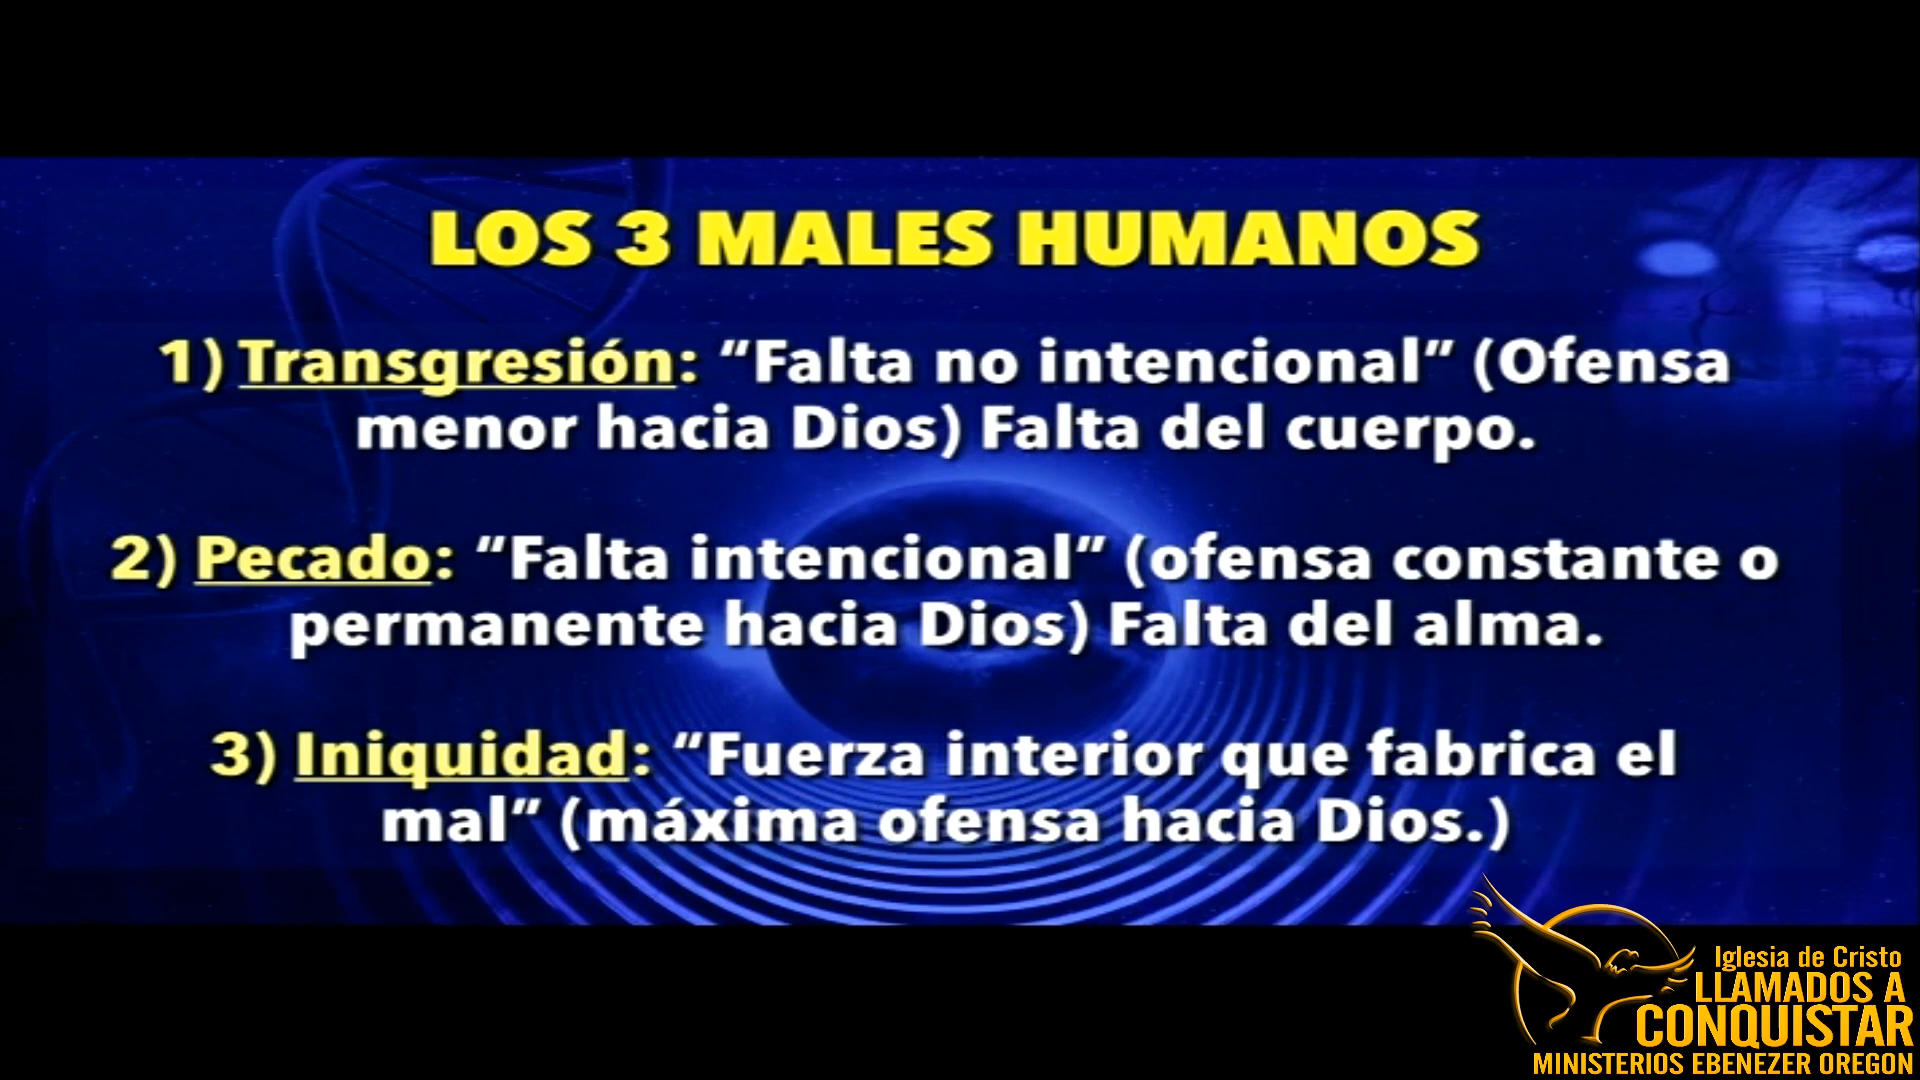 LOS 3 MALES HUMANOS
1) Transgresión: “Falta no intencional” (Ofensa
menor hacia Dios) Falta del cuerpo.
2) Pecado: “Falta intencional” (ofensa constante o
permanente hacia Dios) Falta del alma.
3) Iniquidad: “Fuerza interior que fabrica el
mal” (máxima ofensa hacia Dios.)
Iglesia de Cristo
LLAMADOS A
CONQUISTAR
MINISTERIOS EBENEZER OREGON